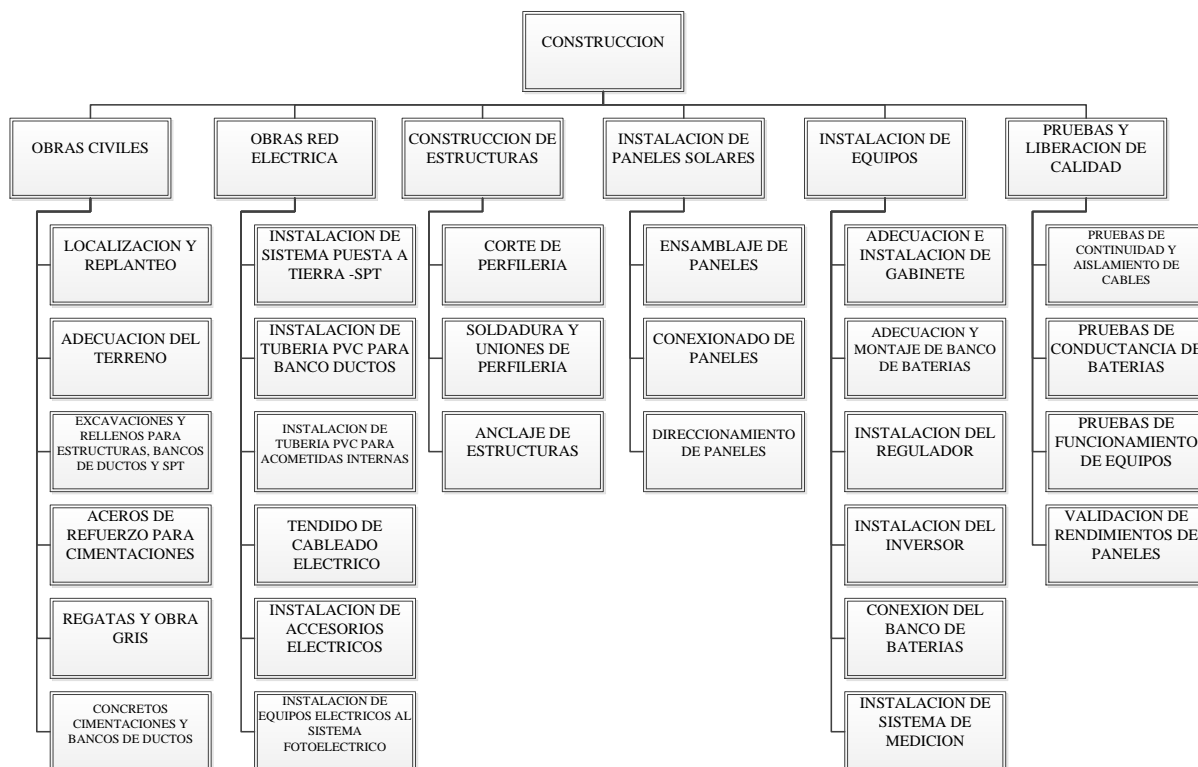 CONSTRUCCION
OBRAS CIVILES
OBRAS RED
ELECTRICA
CONSTRUCCION DE
ESTRUCTURAS
INSTALACION DE
PANELES SOLARES
INSTALACION DE
EQUIPOS
PRUEBAS Y
LIBERACION DE
CALIDAD
LOCALIZACION Y
REPLANTEO
ADECUACION DEL
TERRENO
EXCAVACIONES Y
RELLENOS PARA
ESTRUCTURAS, BANCOS
DE DUCTOS Y SPT
ACEROS DE
REFUERZO PARA
CIMENTACIONES
REGATAS Y OBRA
GRIS
CONCRETOS
CIMENTACIONES Y
BANCOS DE DUCTOS
INSTALACION DE
SISTEMA PUESTA A
TIERRA -SPT
INSTALACION DE
TUBERIA PVC PARA
BANCO DUCTOS
INSTALACION DE
TUBERIA PVC PARA
ACOMETIDAS INTERNAS
TENDIDO DE
CABLEADO
ELECTRICO
INSTALACION DE
ACCESORIOS
ELECTRICOS
INSTALACION DE
EQUIPOS ELECTRICOS AL
SISTEMA
FOTOELECTRICO
CORTE DE
PERFILERIA
SOLDADURA Y
UNIONES DE
PERFILERIA
ANCLAJE DE
ESTRUCTURAS
ENSAMBLAJE DE
PANELES
CONEXIONADO DE
PANELES
DIRECCIONAMIENTO
DE PANELES
ADECUACION E
INSTALACION DE
GABINETE
ADECUACION Y
MONTAJE DE BANCO
DE BATERIAS
INSTALACION DEL
REGULADOR
INSTALACION DEL
INVERSOR
CONEXION DEL
BANCO DE
BATERIAS
INSTALACION DE
SISTEMA DE
MEDICION
PRUEBAS DE
CONTINUIDAD Y
AISLAMIENTO DE
CABLES
PRUEBAS DE
CONDUCTANCIA DE
BATERIAS
PRUEBAS DE
FUNCIONAMIENTO
DE EQUIPOS
VALIDACION DE
RENDIMIENTOS DE
PANELES